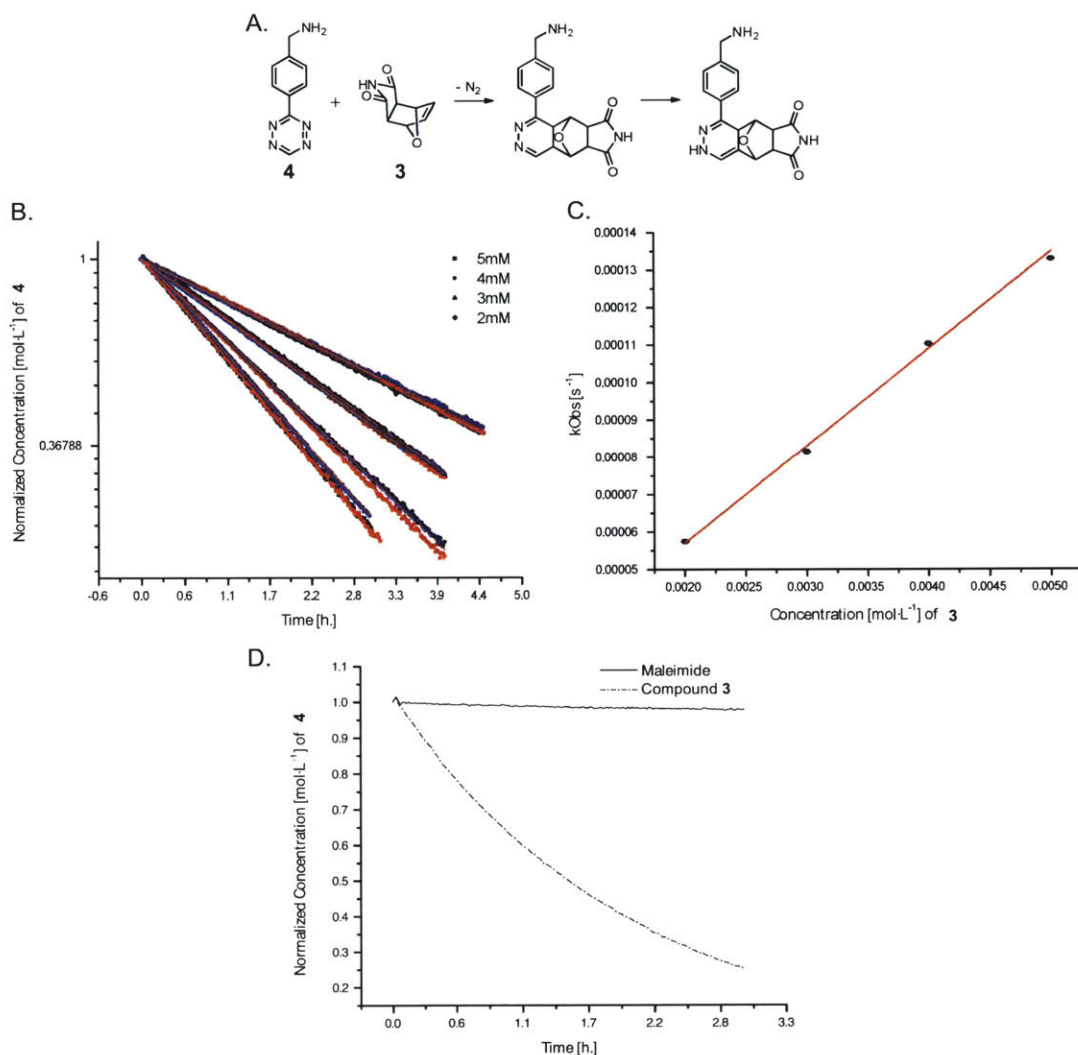 A.
NH₂
NH₂
NH₂
O
HN
O
- N₂
O
N
N
+
N
O
NH
N
O
NH
N
N
N
N
HN
O
O
O
4
3
B.
C.
1
0.36788
5mM
4mM
3mM
2mM
Normalized Concentration [mol·L⁻¹] of 4
-0.6 0.0 0.6 1.1 1.7 2.2 2.8 3.3 3.9 4.4 5.0
Time [h.]
0.00014
0.00013
0.00012
0.00011
0.00010
0.00009
0.00008
0.00007
0.00006
0.00005
kObs [s⁻¹]
0.0020 0.0025 0.0030 0.0035 0.0040 0.0045 0.0050
Concentration [mol·L⁻¹] of 3
D.
Maleimide
Compound 3
1.1
1.0
0.9
0.8
0.7
0.6
0.5
0.4
0.3
0.2
Normalized Concentration [mol·L⁻¹] of 4
0.0 0.6 1.1 1.7 2.2 2.8 3.3
Time [h.]